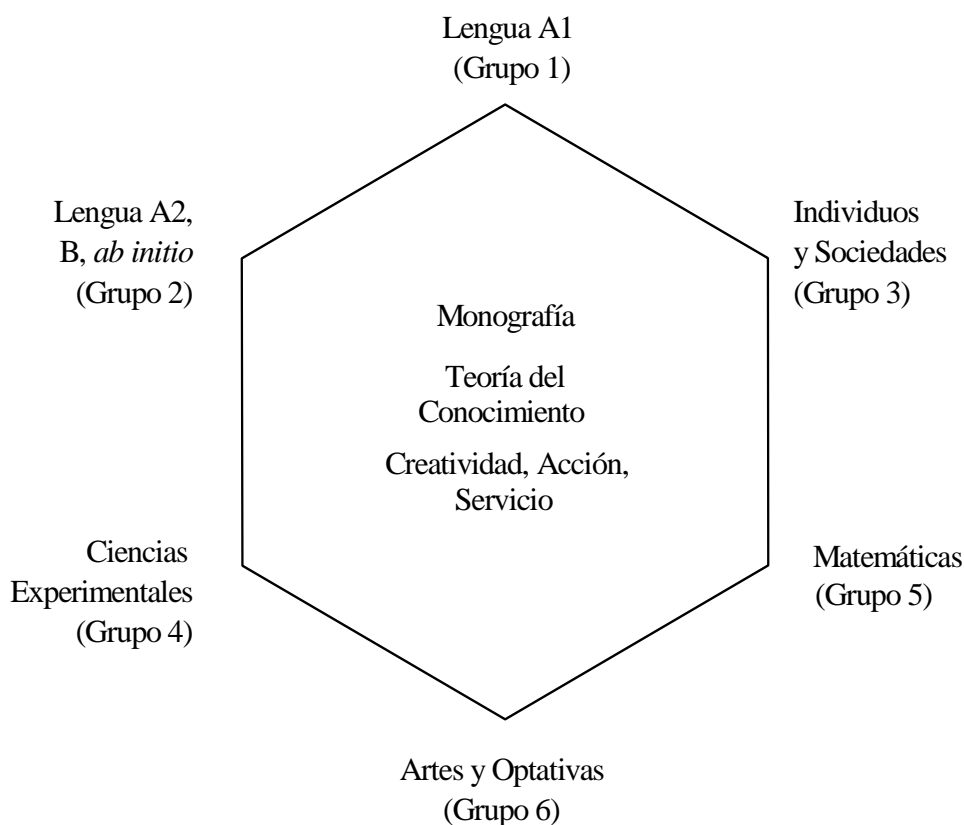 Lengua A1
(Grupo 1)
Lengua A2,
B, ab initio
(Grupo 2)
Individuos
y Sociedades
(Grupo 3)
Monografía
Teoría del
Conocimiento
Creatividad, Acción,
Servicio
Ciencias
Experimentales
(Grupo 4)
Matemáticas
(Grupo 5)
Artes y Optativas
(Grupo 6)